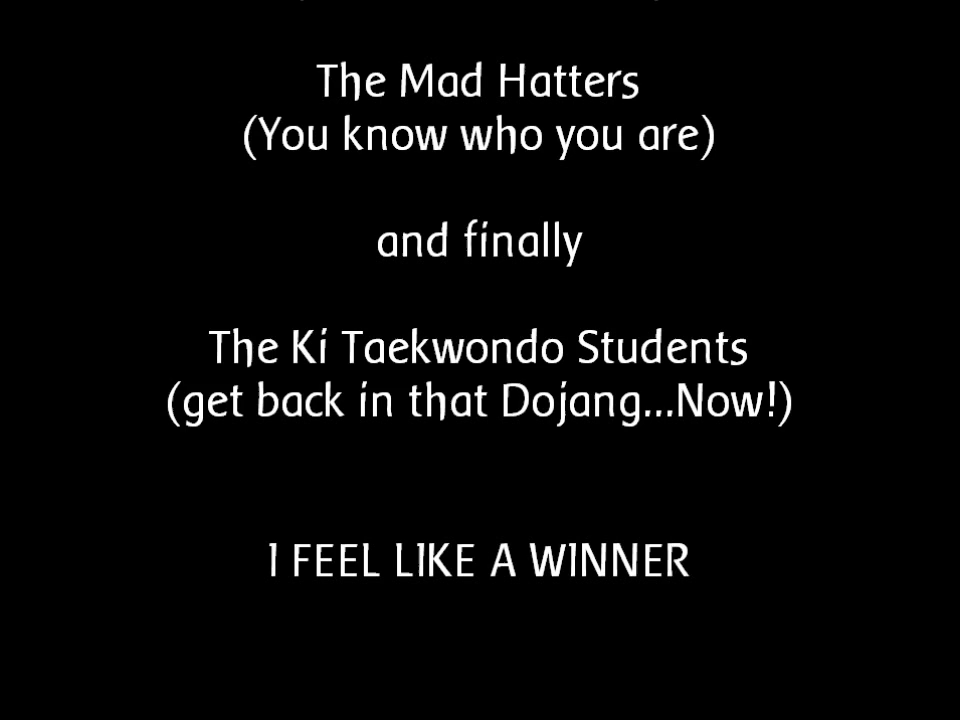 The Mad Hatters
(You know who you are)
and finally
The Ki Taekwondo Students
(get back in that Dojang...Now!)
I FEEL LIKE A WINNER